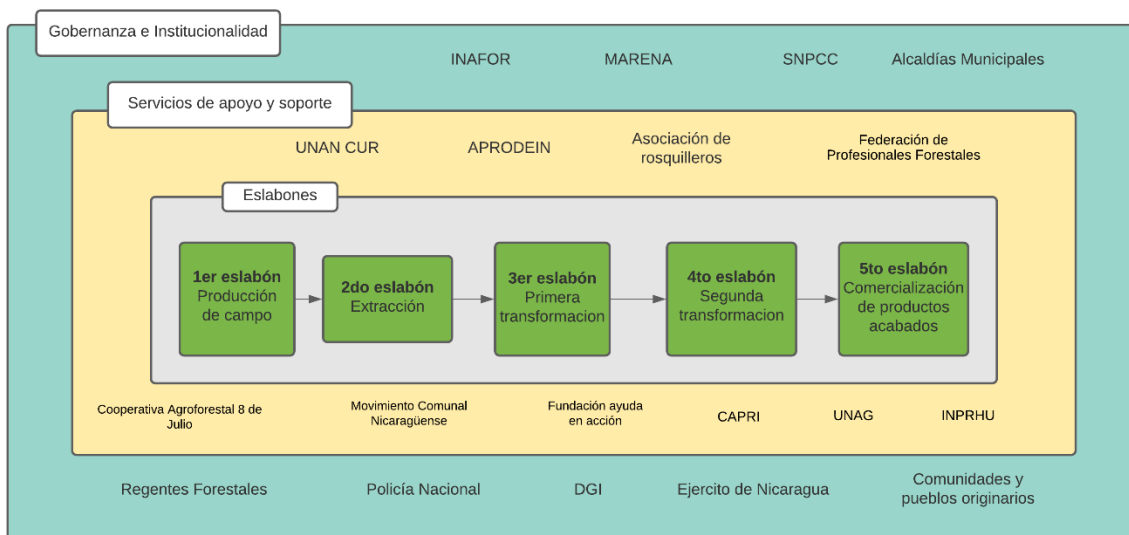 Gobernanza e Institucionalidad
INAFOR
MARENA
SNPCC
Alcaldías Municipales
Servicios de apoyo y soporte
UNAN CUR
APRODEIN
Asociación de
rosquilleros
Federación de
Profesionales Forestales
Eslabones
1er eslabón
Producción
de campo
2do eslabón
Extracción
3er eslabón
Primera
transformacion
4to eslabón
Segunda
transformacion
5to eslabón
Comercialización
de productos
acabados
Cooperativa Agroforestal 8 de
Julio
Movimiento Comunal
Nicaragüense
Fundación ayuda
en acción
CAPRI
UNAG
INPRHU
Regentes Forestales
Policía Nacional
DGI
Ejercito de Nicaragua
Comunidades y
pueblos originarios